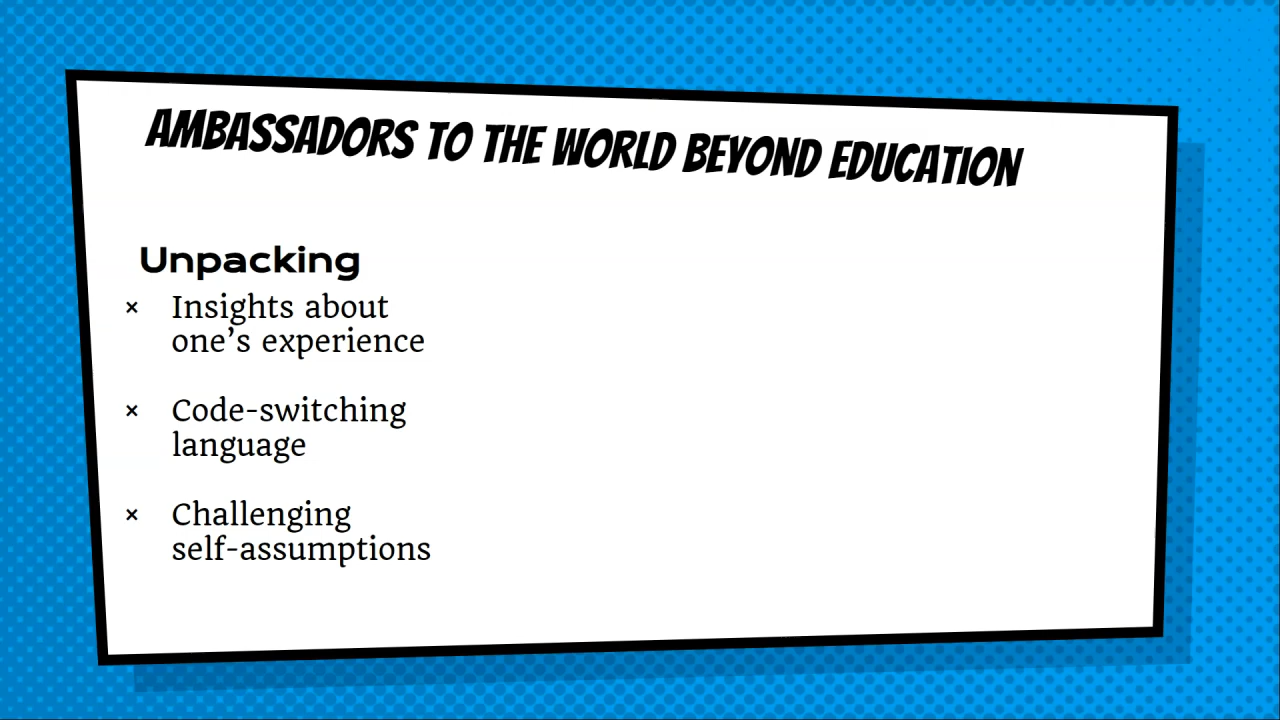 AMBASSADORS TO THE WORLD BEYOND EDUCATION
Unpacking
× Insights about
one’s experience
× Code-switching
language
× Challenging
self-assumptions